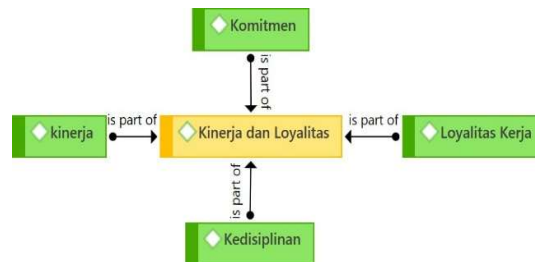 Komitmen
is part of
kinerja
is part of
Kinerja dan Loyalitas
is part of
Loyalitas Kerja
is part of
Kedisiplinan